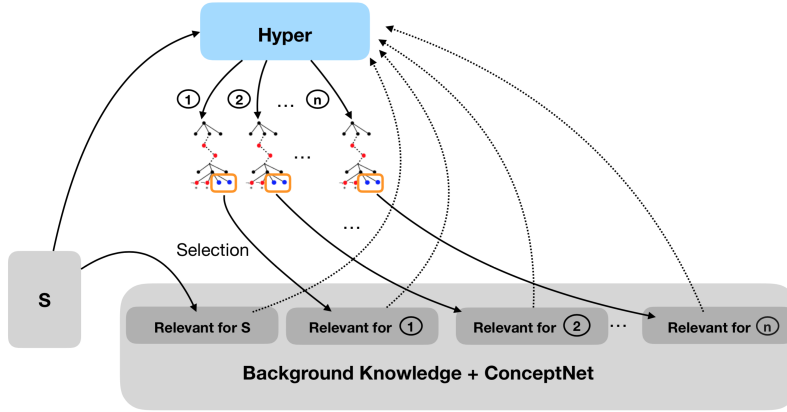 Hyper
1 2 ... n
...
...
Selection
S
Relevant for S Relevant for 1 Relevant for 2 ... Relevant for n
Background Knowledge + ConceptNet